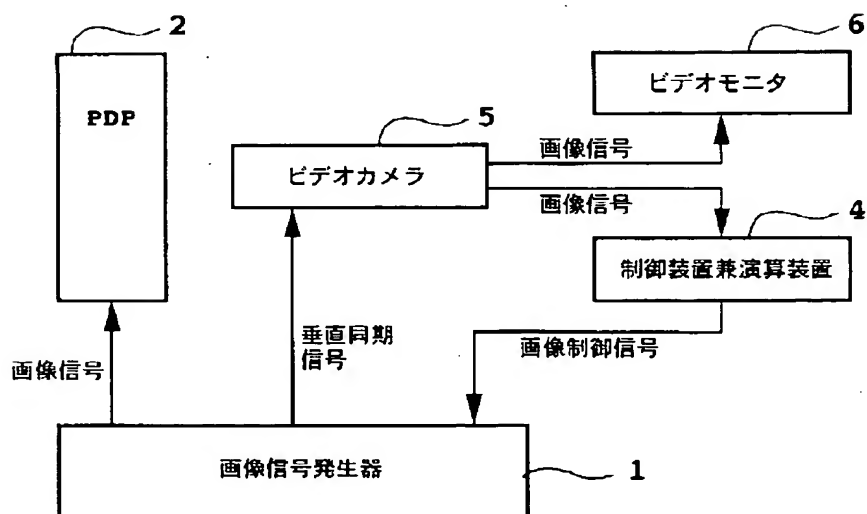 2
PDP
6
ビデオモニタ
5
ビデオカメラ
画像信号
画像信号
4
制御装置兼演算装置
垂直同期
信号
画像制御信号
画像信号
画像信号発生器
1